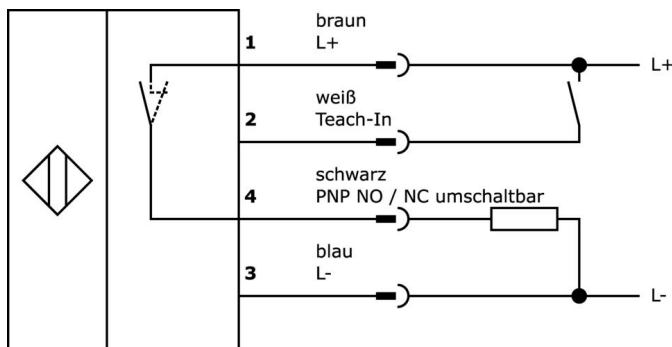 braun
1 L+
L+
weiß
2 Teach-In
schwarz
4 PNP NO / NC umschaltbar
blau
3 L-
L-